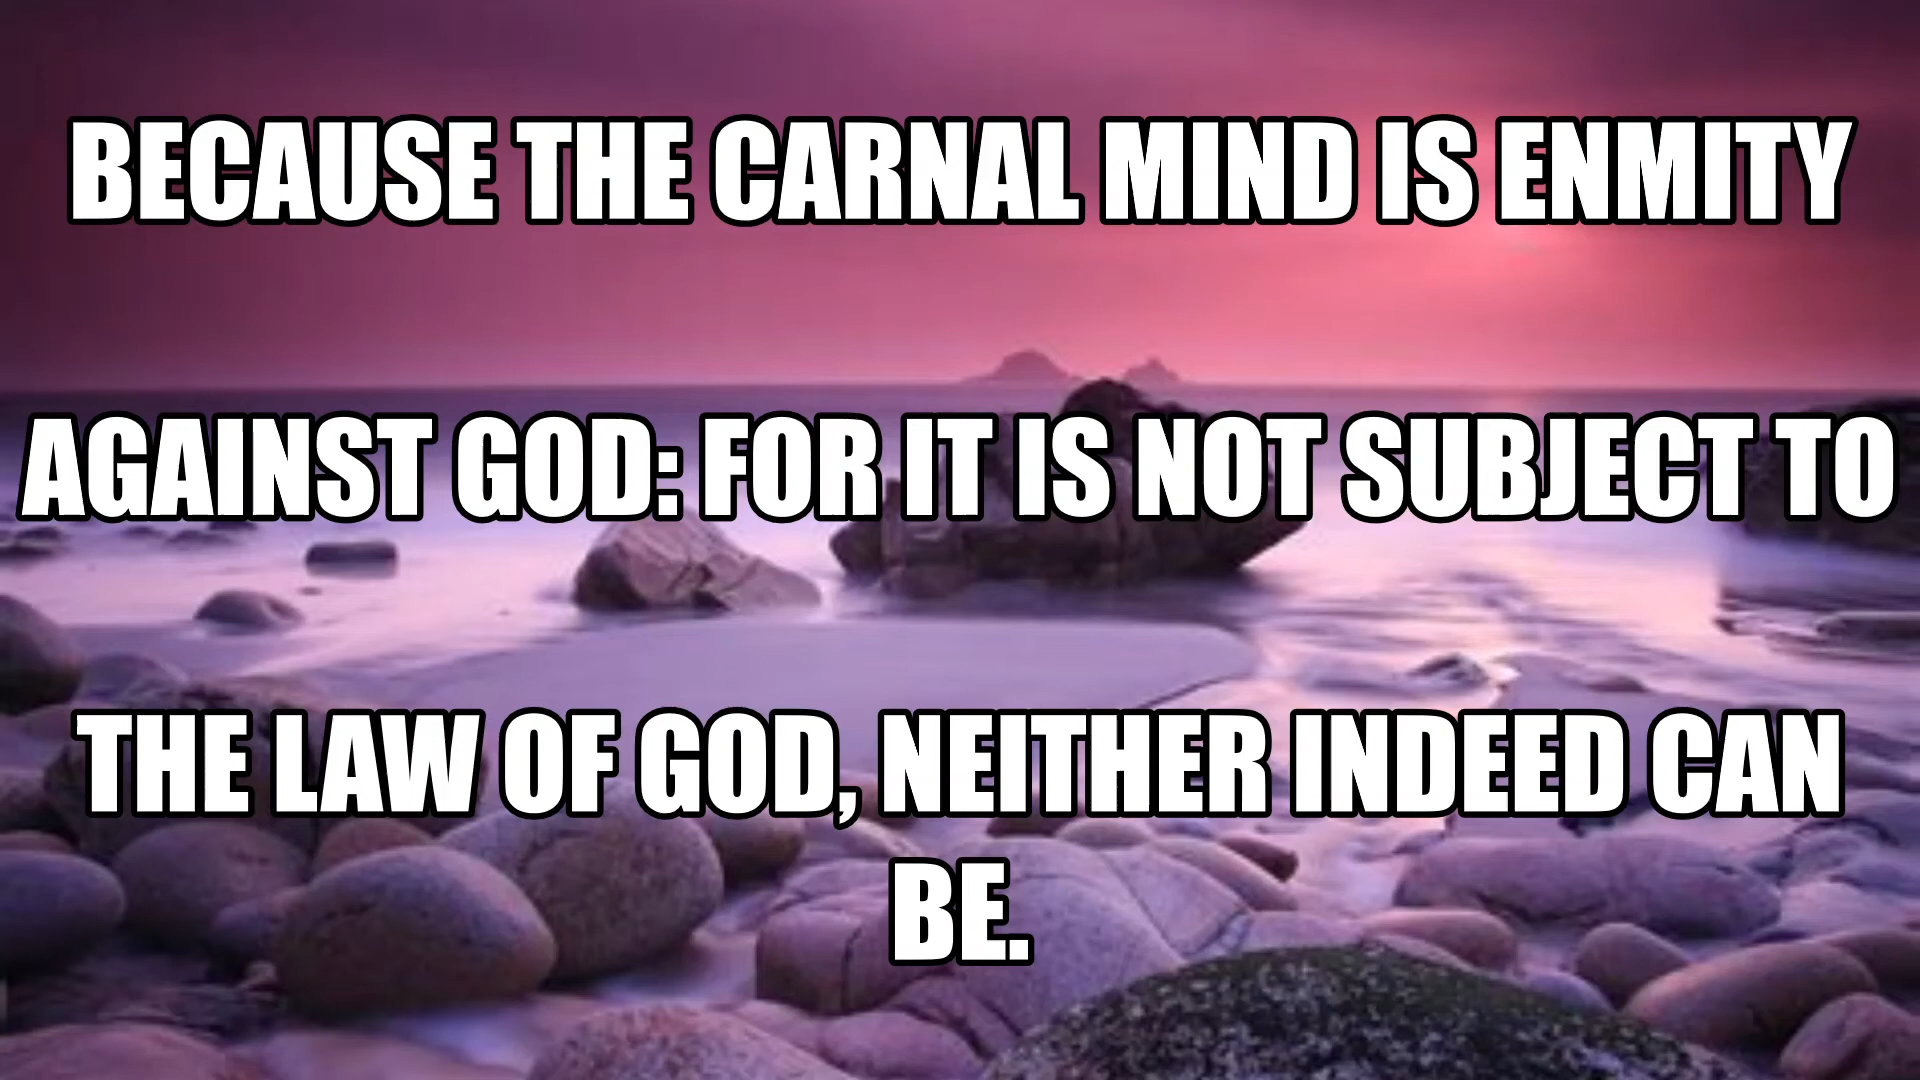 BECAUSE THE CARNAL MIND IS ENMITY
AGAINST GOD: FOR IT IS NOT SUBJECT TO
THE LAW OF GOD, NEITHER INDEED CAN
BE.